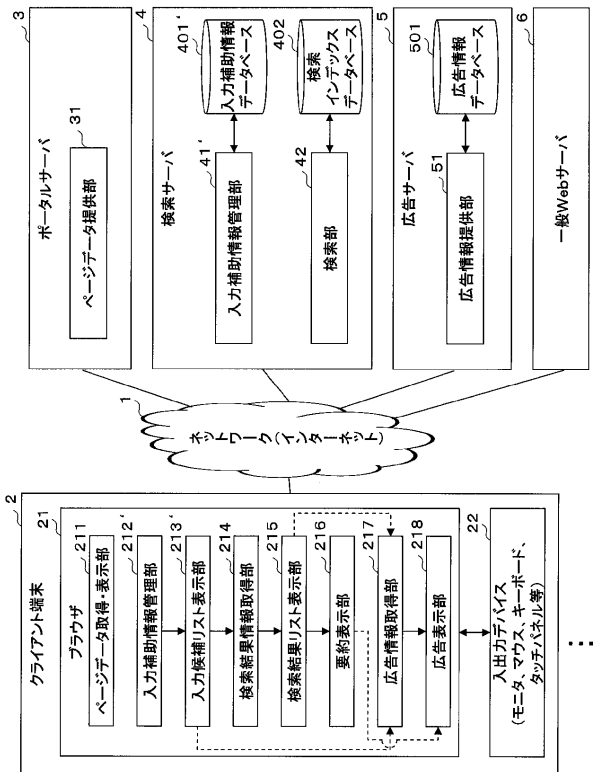 クライアント端末
2
ブラウザ
21
ページデータ取得・表示部
211
入力補助情報管理部
212'
入力候補リスト表示部
213'
検索結果情報取得部
214
検索結果リスト表示部
215
要約表示部
216
広告情報取得部
217
広告表示部
218
入出力デバイス
(モニタ、マウス、キーボード、
タッチパネル等)
22
ネットワーク(インターネット)
1
ポータルサーバ
3
ページデータ提供部
31
検索サーバ
4
入力補助情報管理部
41'
入力補助情報
データベース
401'
検索部
42
検索
インデックス
データベース
402
広告サーバ
5
広告情報提供部
51
広告情報
データベース
501
一般Webサーバ
6